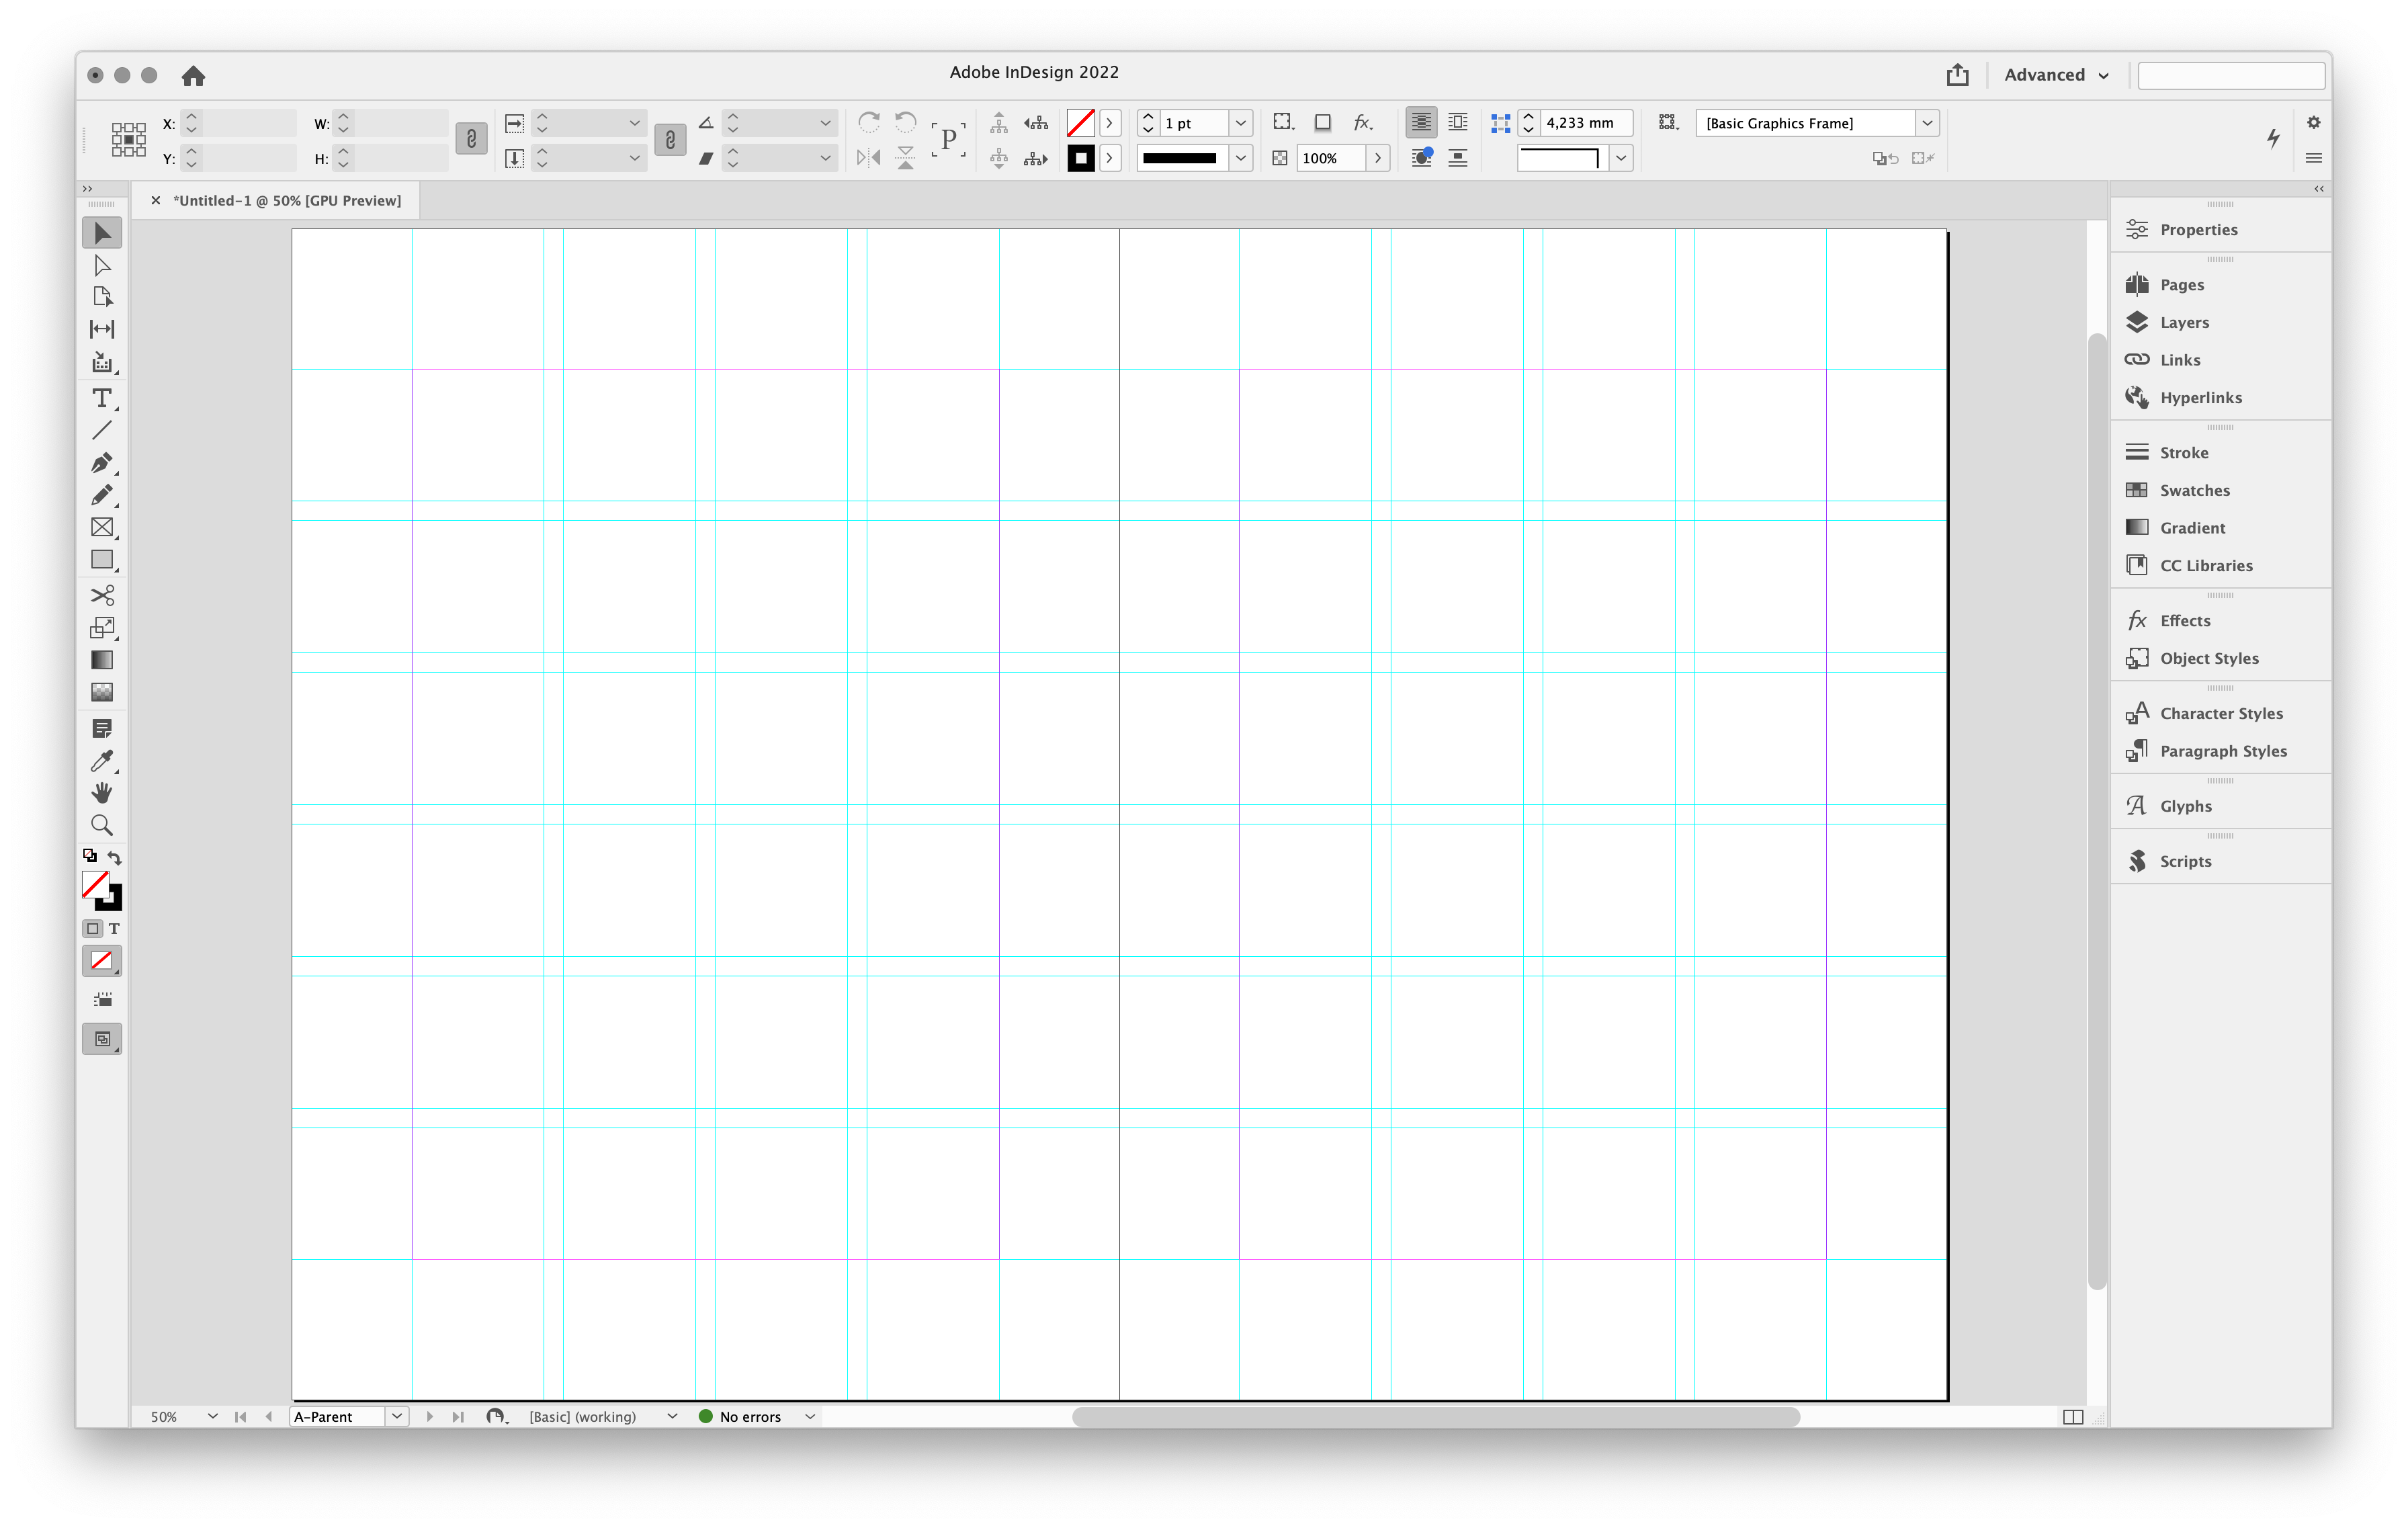 Adobe InDesign 2022
Advanced
X:
W:
1 pt
fx.
4,233 mm
[Basic Graphics Frame]
P
Y:
H:
100%
*Untitled-1 @ 50% [GPU Preview]
Properties
Pages
Layers
Links
Hyperlinks
Stroke
Swatches
Gradient
CC Libraries
fx Effects
Object Styles
Character Styles
Paragraph Styles
Glyphs
Scripts
T
T
50%
A-Parent
[Basic] (working)
No errors